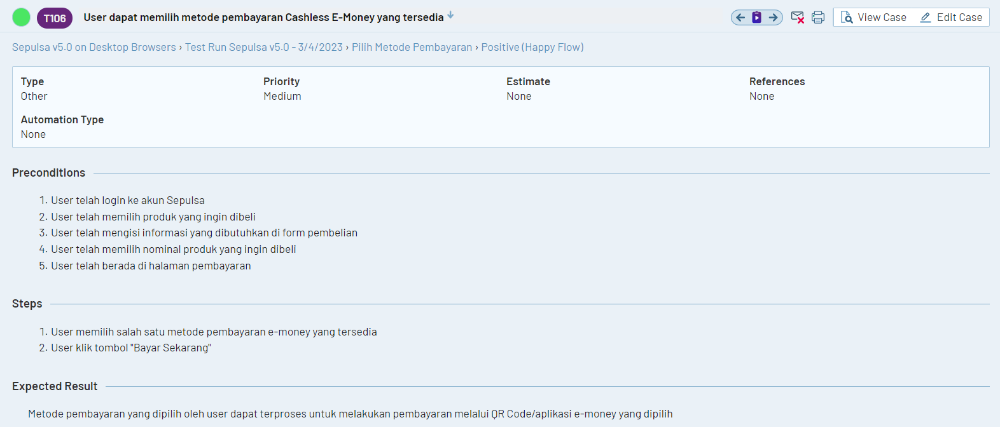 T106 User dapat memilih metode pembayaran Cashless E-Money yang tersedia View Case Edit Case
Sepulsa v5.0 on Desktop Browsers › Test Run Sepulsa v5.0 - 3/4/2023 › Pilih Metode Pembayaran › Positive (Happy Flow)
Type Priority Estimate References
Other Medium None None
Automation Type
None
Preconditions
1. User telah login ke akun Sepulsa
2. User telah memilih produk yang ingin dibeli
3. User telah mengisi informasi yang dibutuhkan di form pembelian
4. User telah memilih nominal produk yang ingin dibeli
5. User telah berada di halaman pembayaran
Steps
1. User memilih salah satu metode pembayaran e-money yang tersedia
2. User klik tombol "Bayar Sekarang"
Expected Result
Metode pembayaran yang dipilih oleh user dapat terproses untuk melakukan pembayaran melalui QR Code/aplikasi e-money yang dipilih